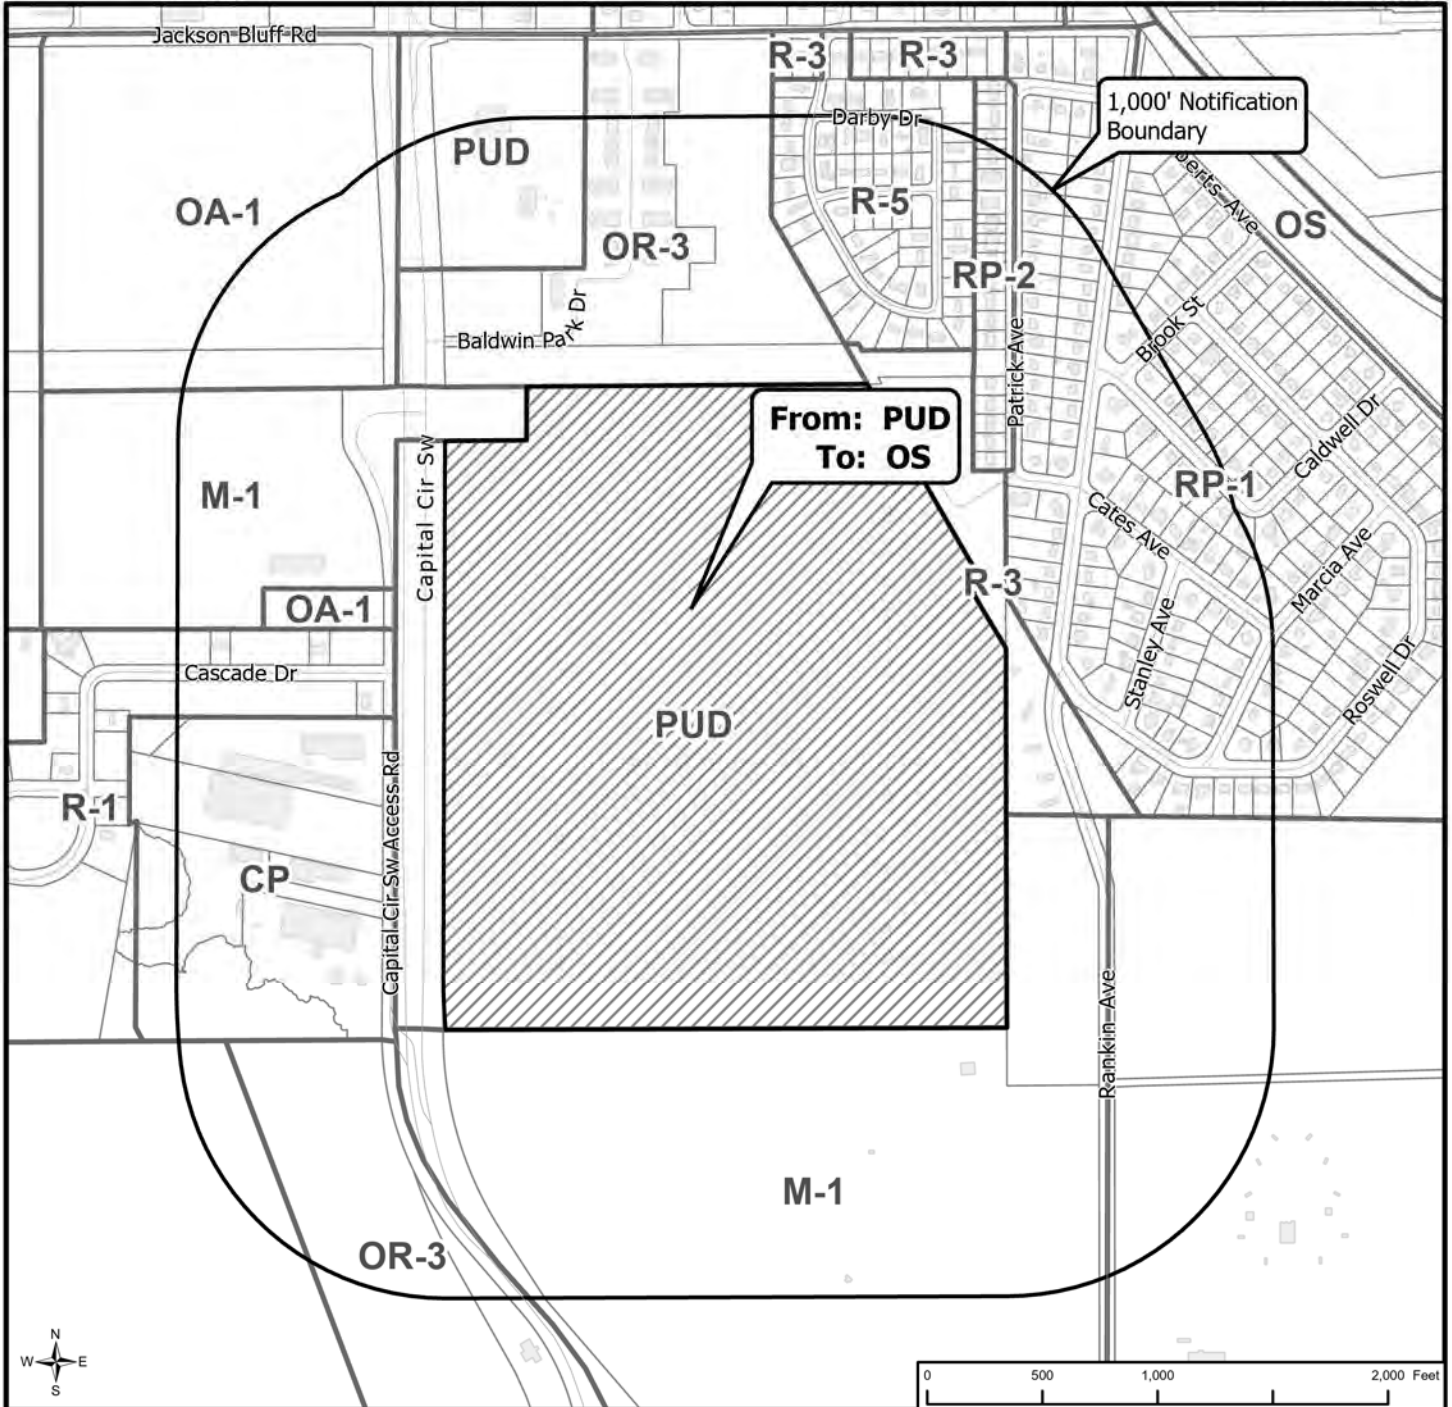 Jackson Bluff Rd
R-3
R-3
1,000' Notification
Boundary
PUD
Darby Dr
OA-1
R-5
OS
OR-3
RP-2
Baldwin Park Dr
Brook St
Patrick Ave
From: PUD
To: OS
Caldwell Dr
Capital Cir Sw
M-1
RP-1
Cates Ave
Marcia Ave
OA-1
R-3
Stanley Ave
Cascade Dr
Roswell Dr
PUD
Capital Cir Sw Access Rd
R-1
CP
Rankin Ave
M-1
OR-3
N
W E
S
0 500 1,000 2,000 Feet